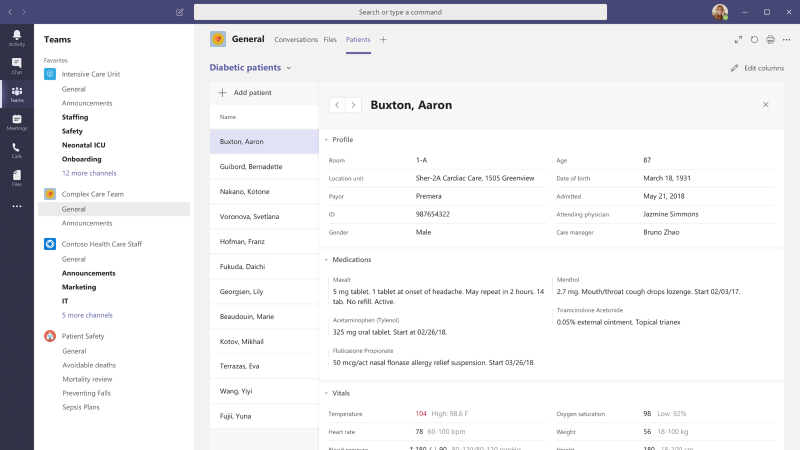 Search or type a command
Activity
Chat
Teams
Meetings
Calls
Files
Teams
Favorites
Intensive Care Unit
General
Announcements
Staffing
Safety
Neonatal ICU
Onboarding
12 more channels
Complex Care Team
General
Announcements
Contoso Health Care Staff
General
Announcements
Marketing
IT
5 more channels
Patient Safety
General
Avoidable deaths
Mortality review
Preventing Falls
Sepsis Plans
General Conversations Files Patients
Diabetic patients
Edit columns
Add patient
Name
Buxton, Aaron
Guibord, Bernadette
Nakano, Kotone
Voronova, Svetlana
Hofman, Franz
Fukuda, Daichi
Georgsen, Lily
Beaudouin, Marie
Kotov, Mikhail
Terrazas, Eva
Wang, Yiyi
Fujii, Yuna
Buxton, Aaron
Profile
Room 1-A Age 87
Location unit Sher-2A Cardiac Care, 1505 Greenview Date of birth March 18, 1931
Payor Premera Admitted May 21, 2018
ID 987654322 Attending physician Jazmine Simmons
Gender Male Care manager Bruno Zhao
Medications
Maxalt
5 mg tablet. 1 tablet at onset of headache. May repeat in 2 hours. 14
tab. No refill. Active.
Acetaminophen (Tylenol)
325 mg oral tablet. Start at 02/26/18.
Fluticasone Propionate
50 mcg/act nasal flonase allergy relief suspension. Start 03/26/18.
Menthol
2.7 mg. Mouth/throat cough drops lozenge. Start 02/03/17.
Triamcinolone Acetonide
0.05% external ointment. Topical trianex
Vitals
Temperature 104 High: 98.6 F Oxygen saturation 98 Low: 92%
Heart rate 78 60-100 bpm Weight 56 18-100 kg
Blood pressure 180 Height 180